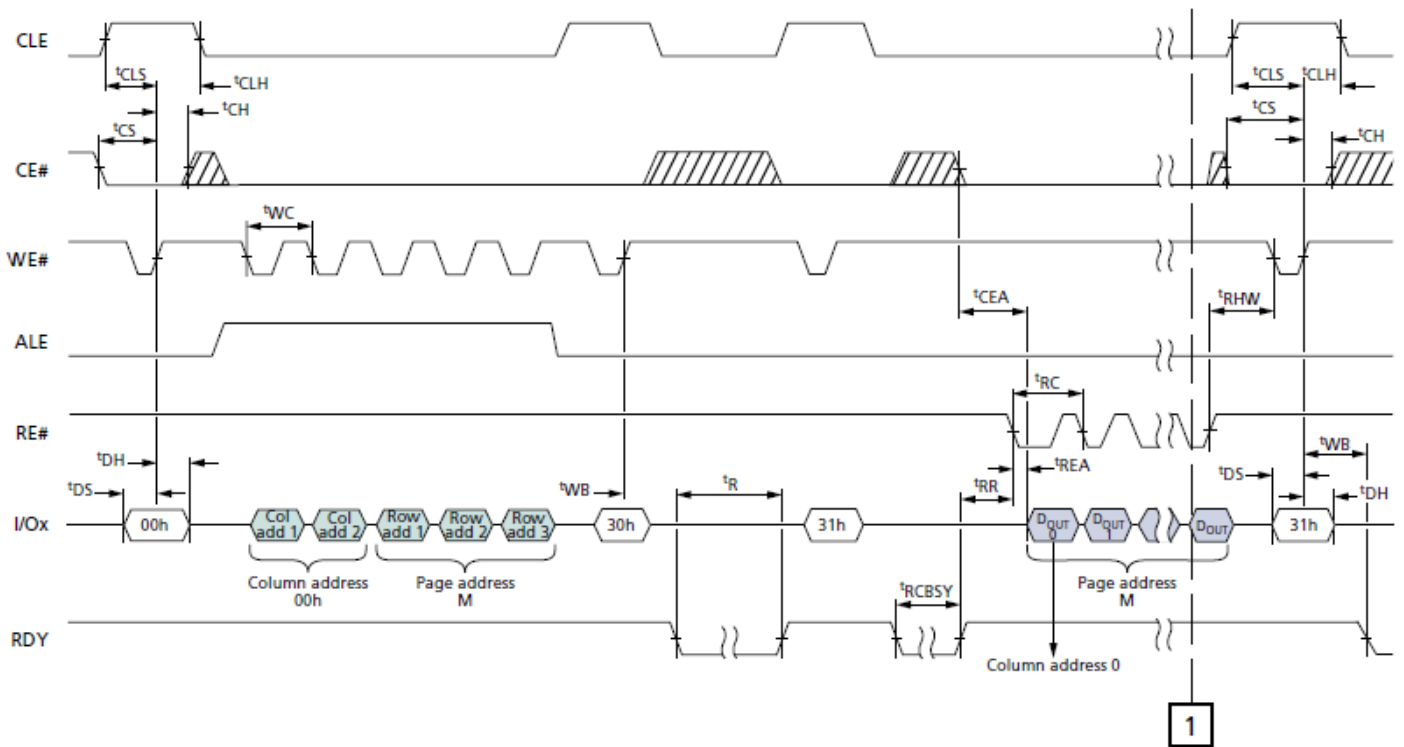 CLE
tCLS
tCLH
tCLS
tCLH
tCH
tCS
tCS
tCH
CE#
tWC
WE#
tCEA
tRHW
ALE
tRC
RE#
tDH
tREA
tWB
tDS
tWB
tR
tRR
tDS
tDH
I/Ox
00h
Col
add 1
Col
add 2
Row
add 1
Row
add 2
Row
add 3
30h
31h
DOUT
0
DOUT
1
DOUT
31h
Column address
00h
Page address
M
Page address
M
tRCBSY
RDY
Column address 0
1